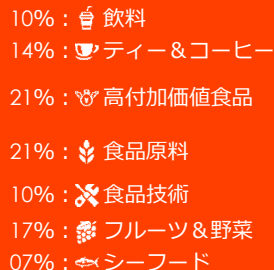 10%：飲料
14%：ティー＆コーヒー
21%：高付加価値食品
21%：食品原料
10%：食品技術
17%：フルーツ＆野菜
07%：シーフード